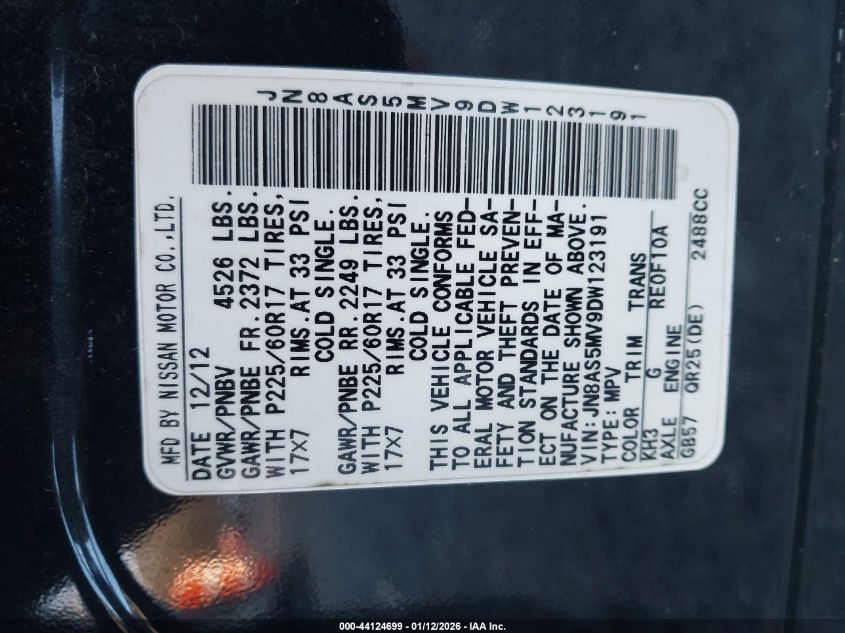 MFD BY NISSAN MOTOR CO.,LTD.
DATE 12/12
GVWR/PNBV 4526 LBS.
GAWR/PNBE FR. 2372 LBS.
WITH P225/60R17 TIRES,
17X7 RIMS AT 33 PSI
COLD SINGLE.
GAWR/PNBE RR. 2249 LBS.
WITH P225/60R17 TIRES,
17X7 RIMS AT 33 PSI
COLD SINGLE.
THIS VEHICLE CONFORMS
TO ALL APPLICABLE FED-
ERAL MOTOR VEHICLE SA-
FETY AND THEFT PREVEN-
TION STANDARDS IN EFF-
ECT ON THE DATE OF MA-
NUFACTURE SHOWN ABOVE.
VIN:JN8AS5MV9DW123191
TYPE:MPV
COLOR TRIM TRANS
KH3 G RE0F10A
AXLE ENGINE
GB57 QR25(DE) 2488CC
JN8AS5MV9DW123191
000-44124699 - 01/12/2026 - IAA Inc.